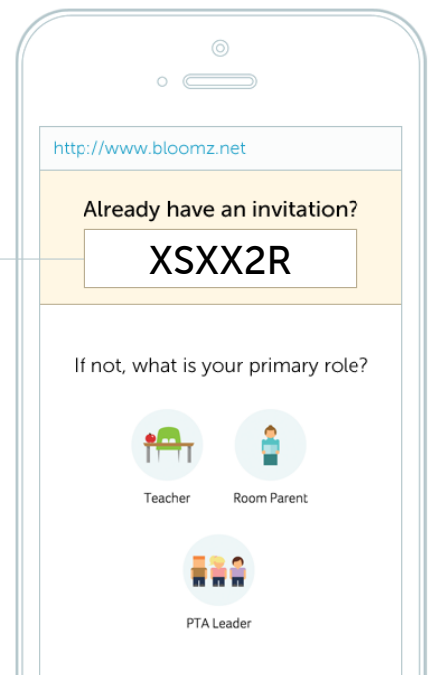 http://www.bloomz.net
Already have an invitation?
XSXX2R
If not, what is your primary role?
Teacher
Room Parent
PTA Leader